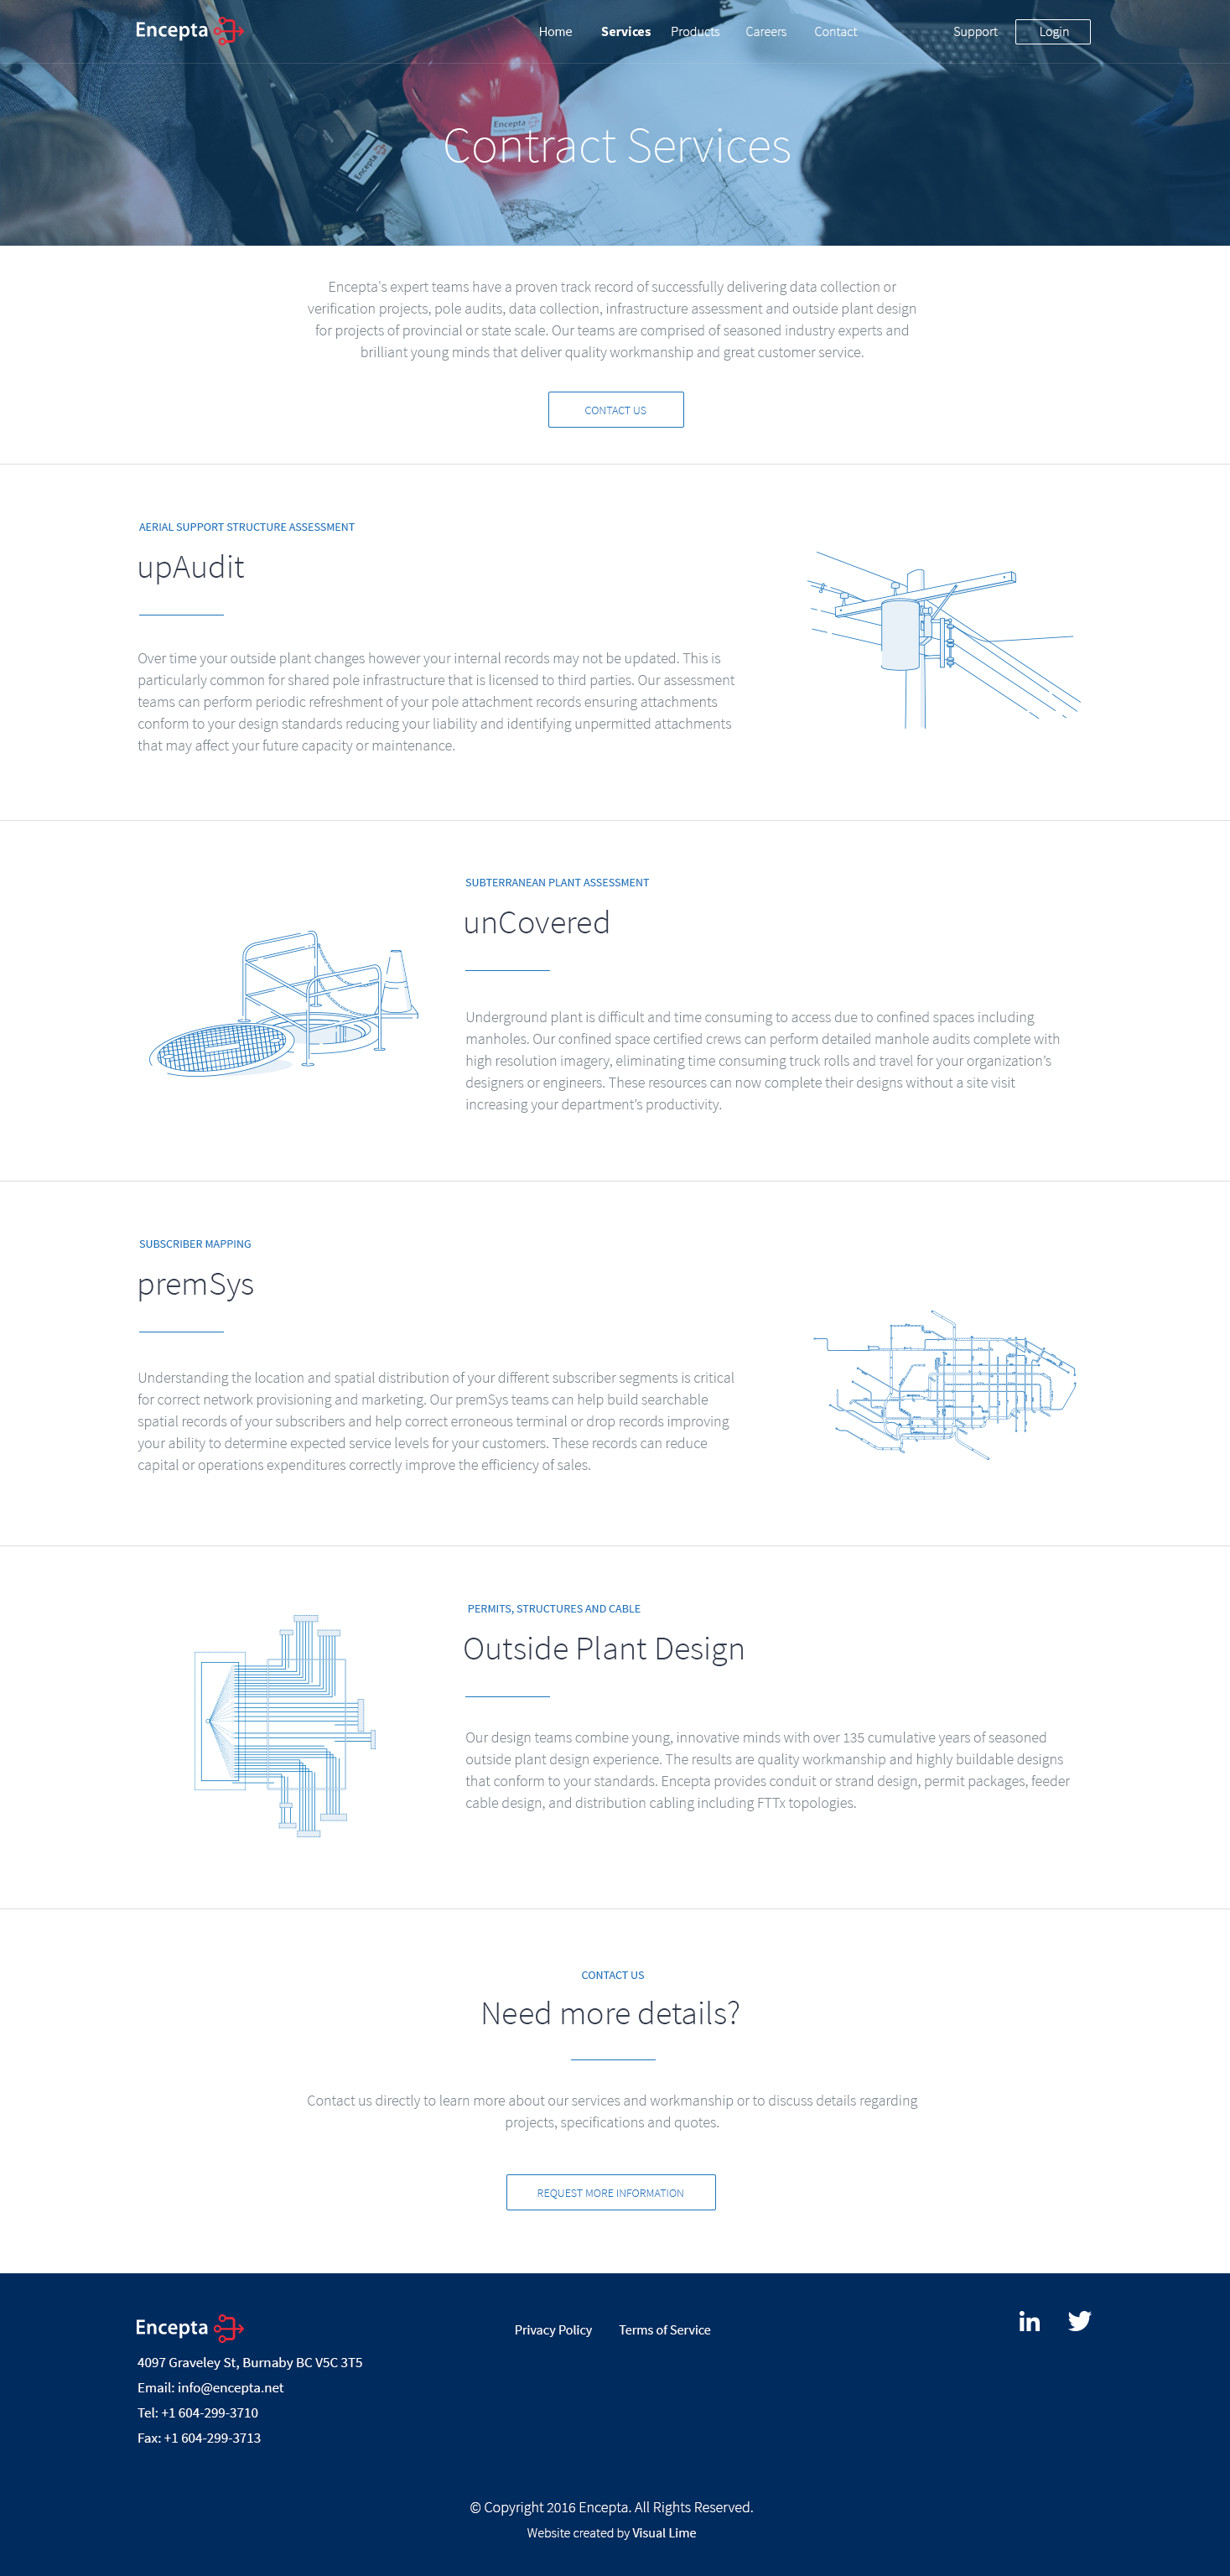 Encepta
Home Services Products Careers Contact Support Login
Encepta
Encepta
Contract Services
Encepta's expert teams have a proven track record of successfully delivering data collection or
verification projects, pole audits, data collection, infrastructure assessment and outside plant design
for projects of provincial or state scale. Our teams are comprised of seasoned industry experts and
brilliant young minds that deliver quality workmanship and great customer service.
CONTACT US
AERIAL SUPPORT STRUCTURE ASSESSMENT
upAudit
Over time your outside plant changes however your internal records may not be updated. This is
particularly common for shared pole infrastructure that is licensed to third parties. Our assessment
teams can perform periodic refreshment of your pole attachment records ensuring attachments
conform to your design standards reducing your liability and identifying unpermitted attachments
that may affect your future capacity or maintenance.
SUBTERRANEAN PLANT ASSESSMENT
unCovered
Underground plant is difficult and time consuming to access due to confined spaces including
manholes. Our confined space certified crews can perform detailed manhole audits complete with
high resolution imagery, eliminating time consuming truck rolls and travel for your organization's
designers or engineers. These resources can now complete their designs without a site visit
increasing your department's productivity.
SUBSCRIBER MAPPING
premSys
Understanding the location and spatial distribution of your different subscriber segments is critical
for correct network provisioning and marketing. Our premSys teams can help build searchable
spatial records of your subscribers and help correct erroneous terminal or drop records improving
your ability to determine expected service levels for your customers. These records can reduce
capital or operations expenditures correctly improve the efficiency of sales.
PERMITS, STRUCTURES AND CABLE
Outside Plant Design
Our design teams combine young, innovative minds with over 135 cumulative years of seasoned
outside plant design experience. The results are quality workmanship and highly buildable designs
that conform to your standards. Encepta provides conduit or strand design, permit packages, feeder
cable design, and distribution cabling including FTTx topologies.
CONTACT US
Need more details?
Contact us directly to learn more about our services and workmanship or to discuss details regarding
projects, specifications and quotes.
REQUEST MORE INFORMATION
Encepta
Privacy Policy Terms of Service
in
4097 Graveley St, Burnaby BC V5C 3T5
Email: info@encepta.net
Tel: +1 604-299-3710
Fax: +1 604-299-3713
© Copyright 2016 Encepta. All Rights Reserved.
Website created by Visual Lime